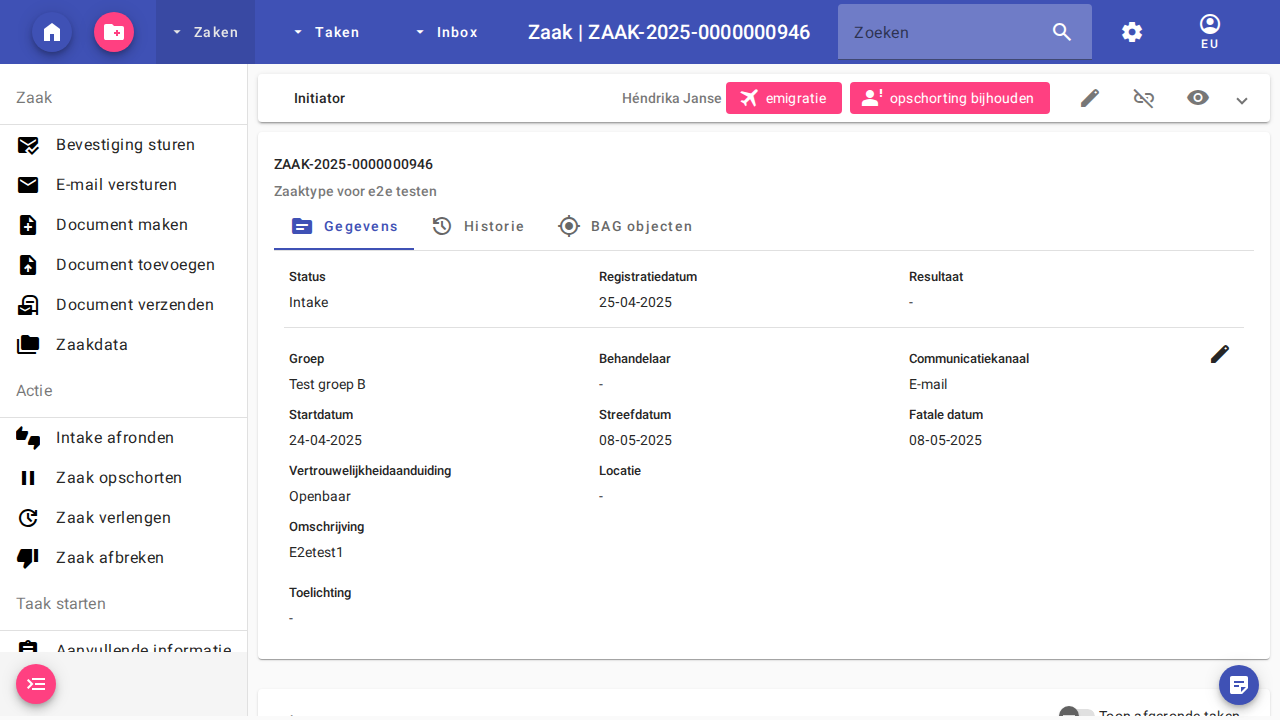 Zaken
Taken
Inbox
Zaak | ZAAK-2025-0000000946
Zoeken
EU
Zaak
Bevestiging sturen
E-mail versturen
Document maken
Document toevoegen
Document verzenden
Zaakdata
Actie
Intake afronden
Zaak opschorten
Zaak verlengen
Zaak afbreken
Taak starten
Aanvullende informatie
Initiator
Héndrika Janse
emigratie
opschorting bijhouden
ZAAK-2025-0000000946
Zaaktype voor e2e testen
Gegevens
Historie
BAG objecten
Status
Intake
Registratiedatum
25-04-2025
Resultaat
-
Groep
Test groep B
Behandelaar
-
Communicatiekanaal
E-mail
Startdatum
24-04-2025
Streefdatum
08-05-2025
Fatale datum
08-05-2025
Vertrouwelijkheidaanduiding
Openbaar
Locatie
-
Omschrijving
E2etest1
Toelichting
-
Toon afgeronde taken